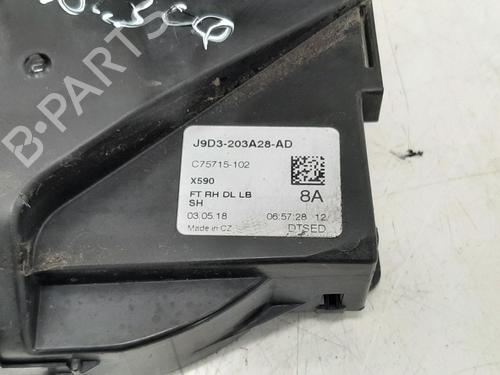 J9D3-203A28-AD
C75715-102
X590
8A
FT RH DL LB
SH
03.05.18 06:57:28 12
Made in CZ DTSED
B-PARTS